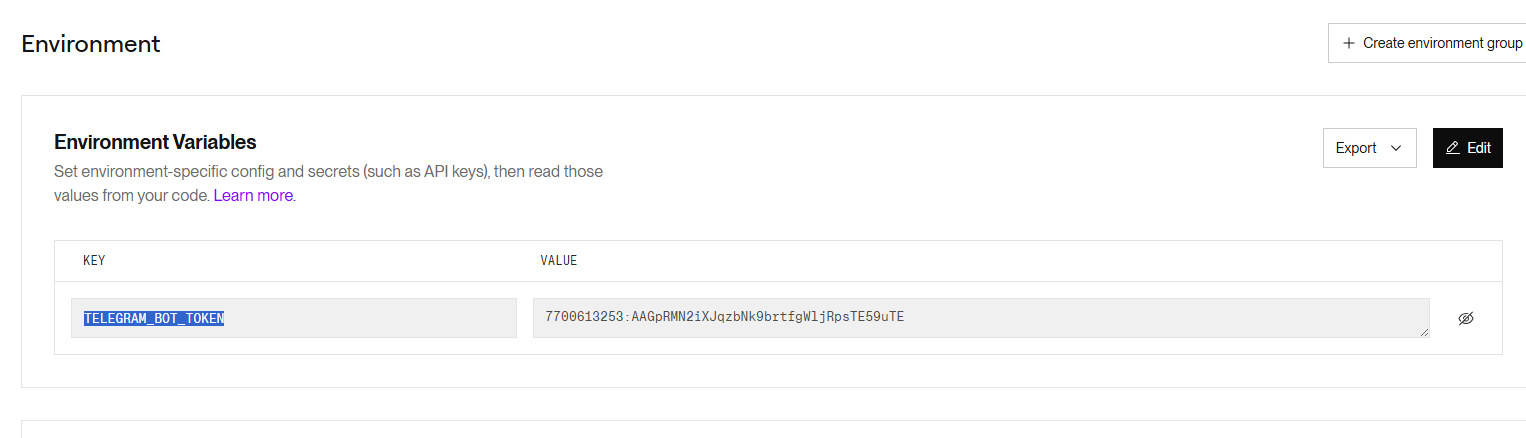 Environment
+ Create environment group
Environment Variables
Set environment-specific config and secrets (such as API keys), then read those
values from your code. Learn more.
Export
Edit
KEY VALUE
TELEGRAM_BOT_TOKEN 7700613253:AAGpRMN2iXJqzbNk9brtfgWljRpsTE59uTE